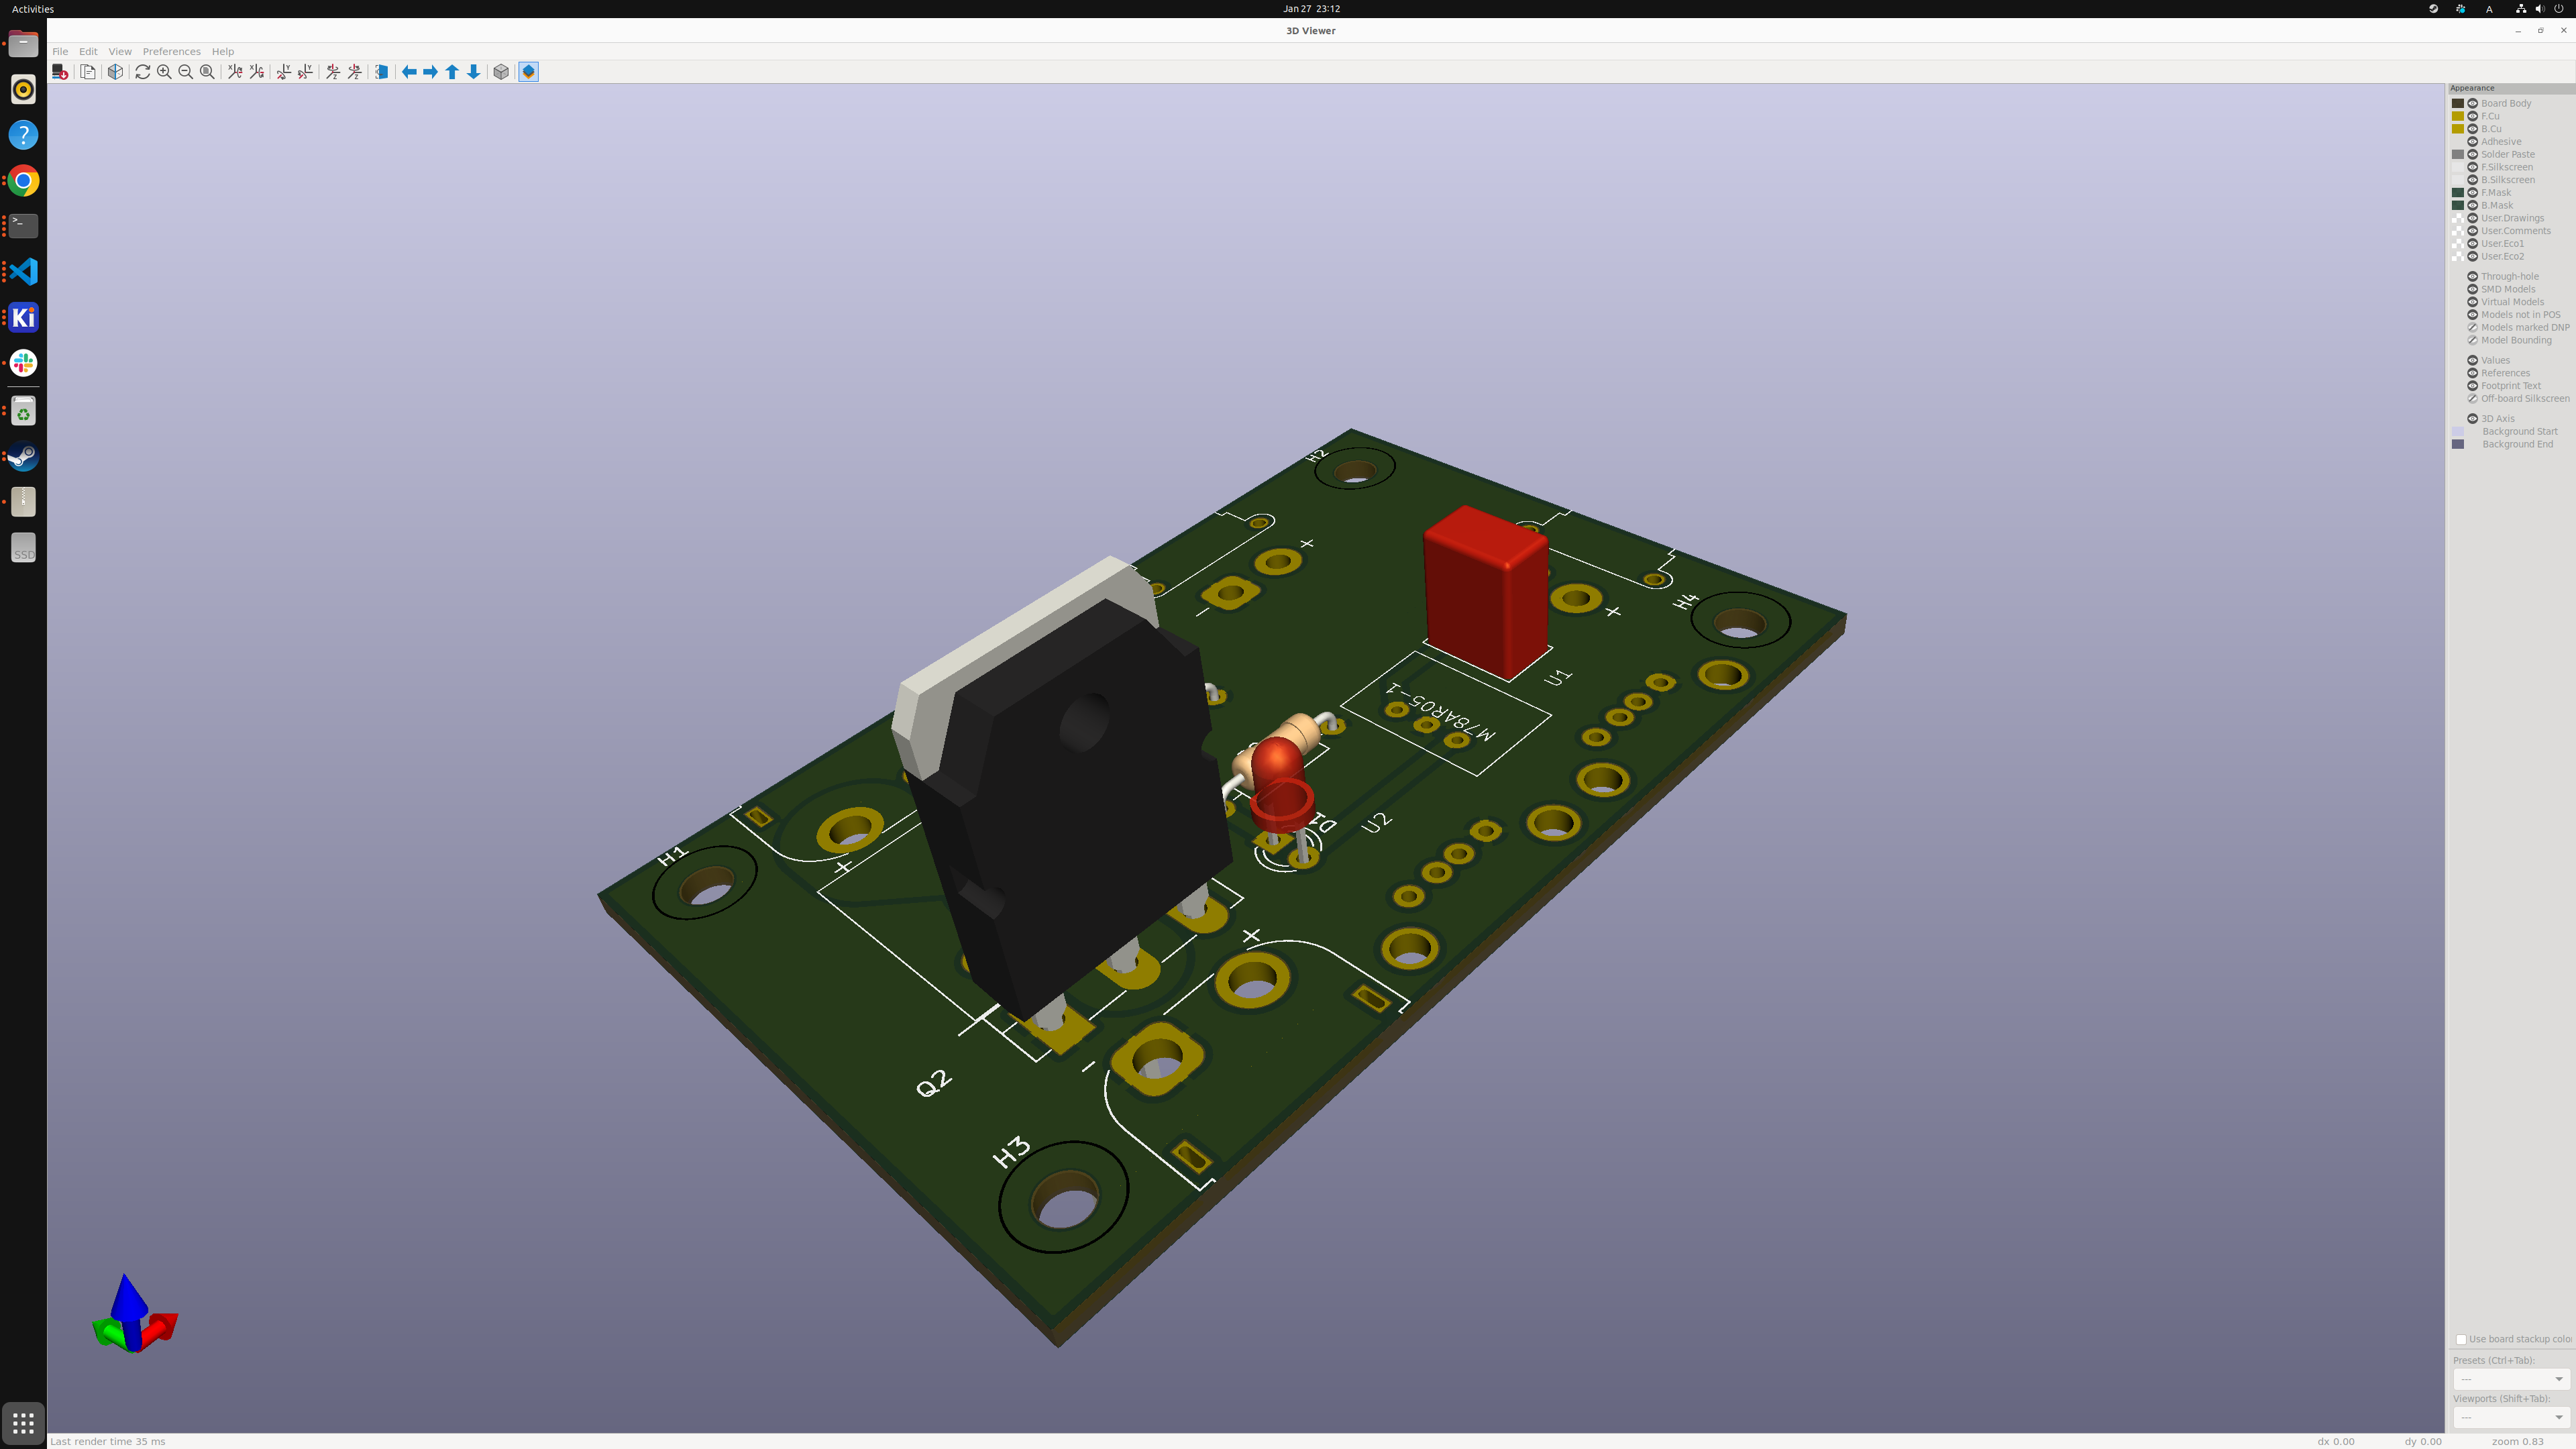 Activities
Jan 27 23:12
A
3D Viewer
File Edit View Preferences Help
Appearance
Board Body
F.Cu
B.Cu
Adhesive
Solder Paste
F.Silkscreen
B.Silkscreen
F.Mask
B.Mask
User.Drawings
User.Comments
User.Eco1
User.Eco2
Through-hole
SMD Models
Virtual Models
Models not in POS
Models marked DNP
Model Bounding
Values
References
Footprint Text
Off-board Silkscreen
3D Axis
Background Start
Background End
Ki
SSD
H2
+
−
+
H4
U1
M78AR05-1
U2
D1
H1
+
+
−
Q2
H3
Use board stackup colo
Presets (Ctrl+Tab):
---
Viewports (Shift+Tab):
---
Last render time 35 ms
dx 0.00
dy 0.00
zoom 0.83